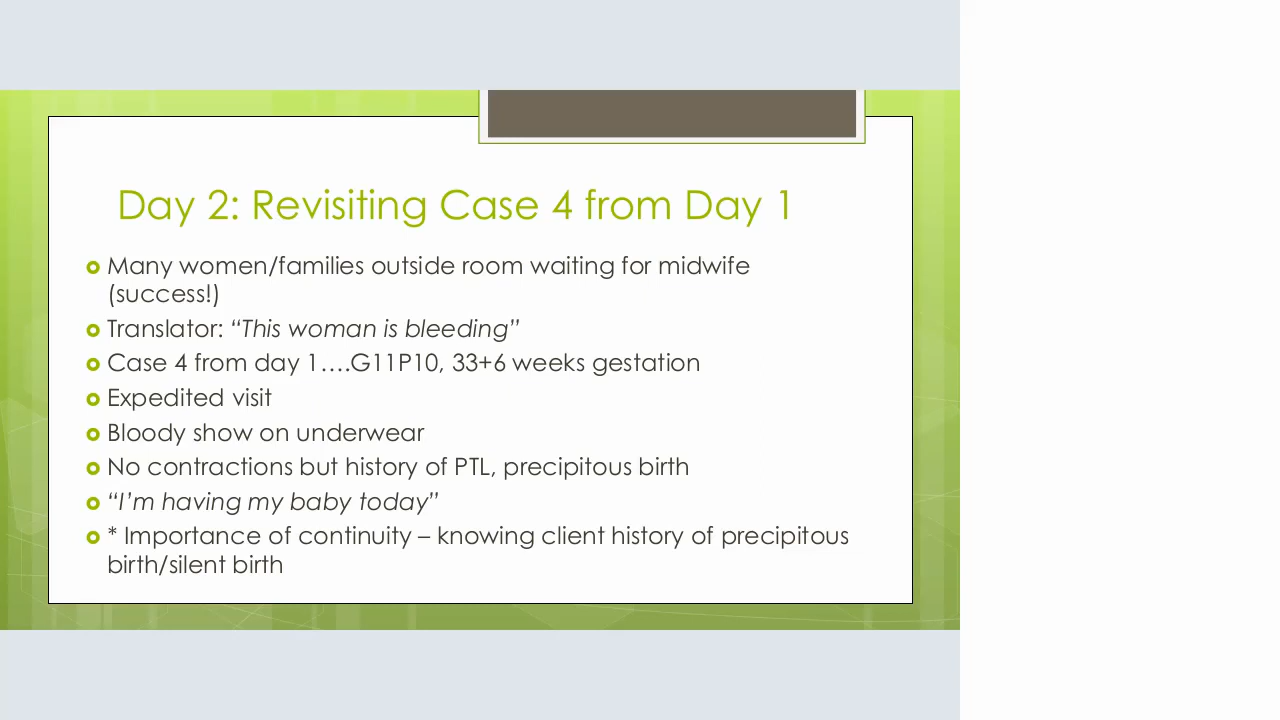 Day 2: Revisiting Case 4 from Day 1
Many women/families outside room waiting for midwife
(success!)
Translator: “This woman is bleeding”
Case 4 from day 1….G11P10, 33+6 weeks gestation
Expedited visit
Bloody show on underwear
No contractions but history of PTL, precipitous birth
“I’m having my baby today”
* Importance of continuity – knowing client history of precipitous
birth/silent birth